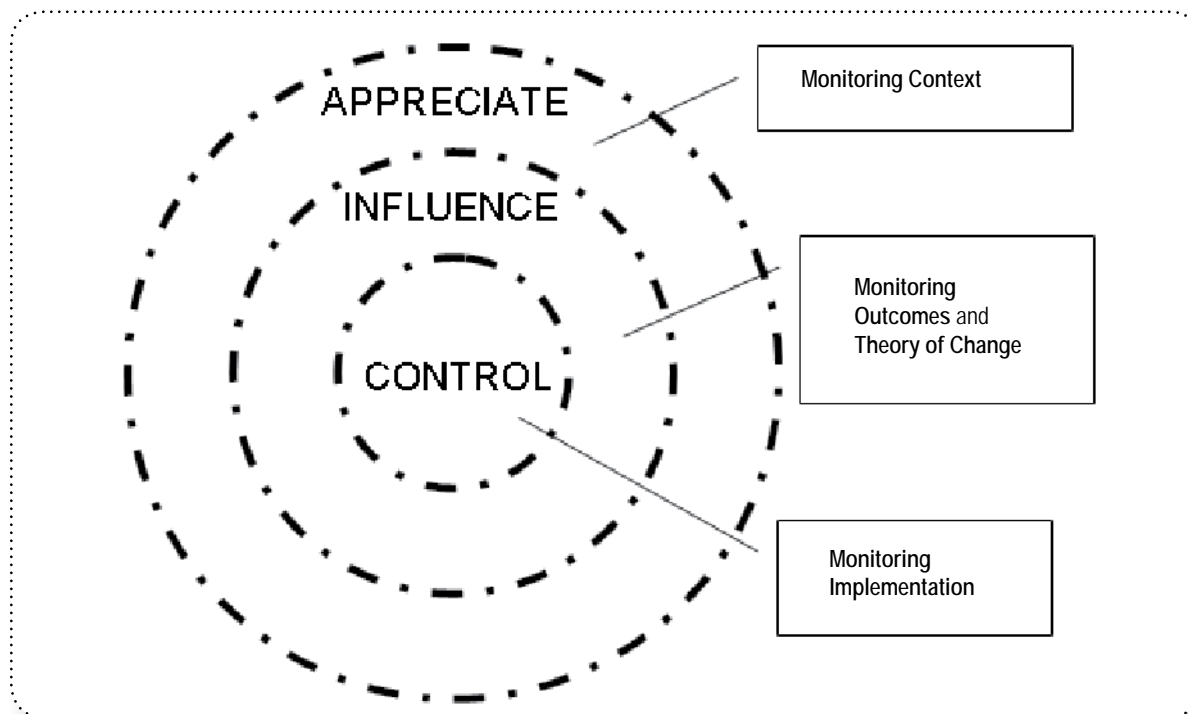 APPRECIATE
INFLUENCE
CONTROL
Monitoring Context
Monitoring
Outcomes and
Theory of Change
Monitoring
Implementation